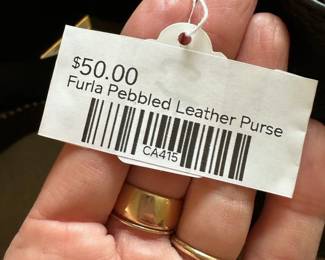 $50.00
Furla Pebbled Leather Purse
CA415